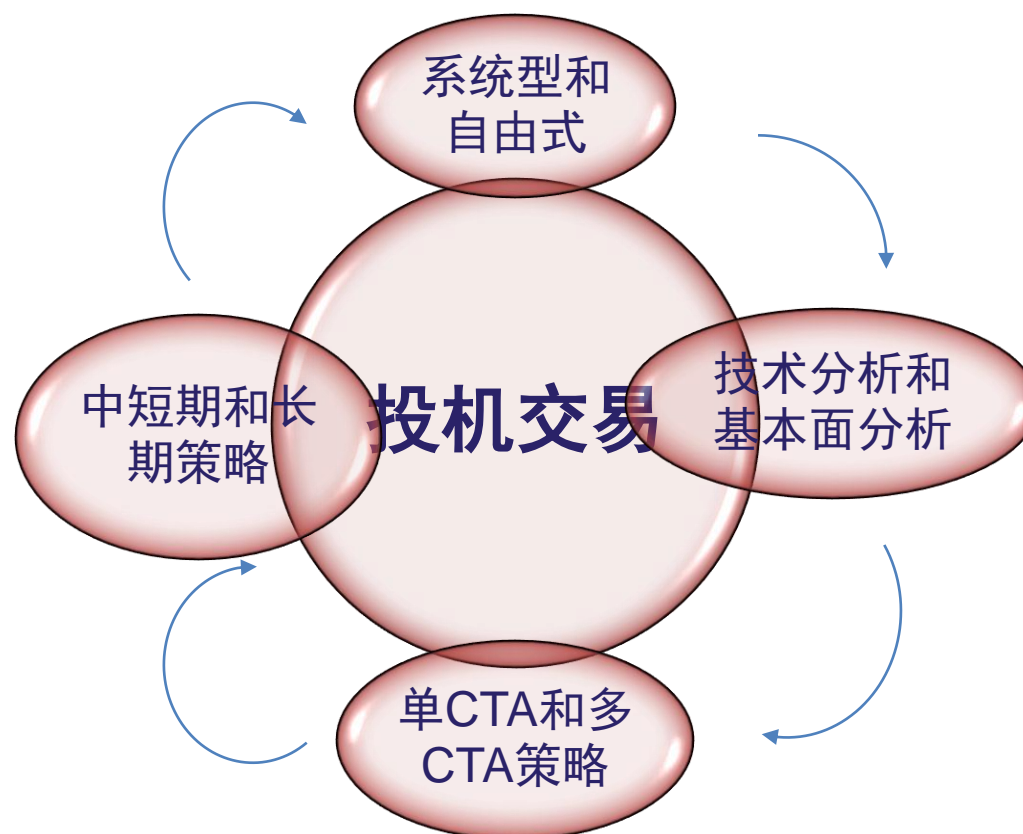 系统型和
自由式
中短期和长
期策略
投机交易
技术分析和
基本面分析
单CTA和多
CTA策略